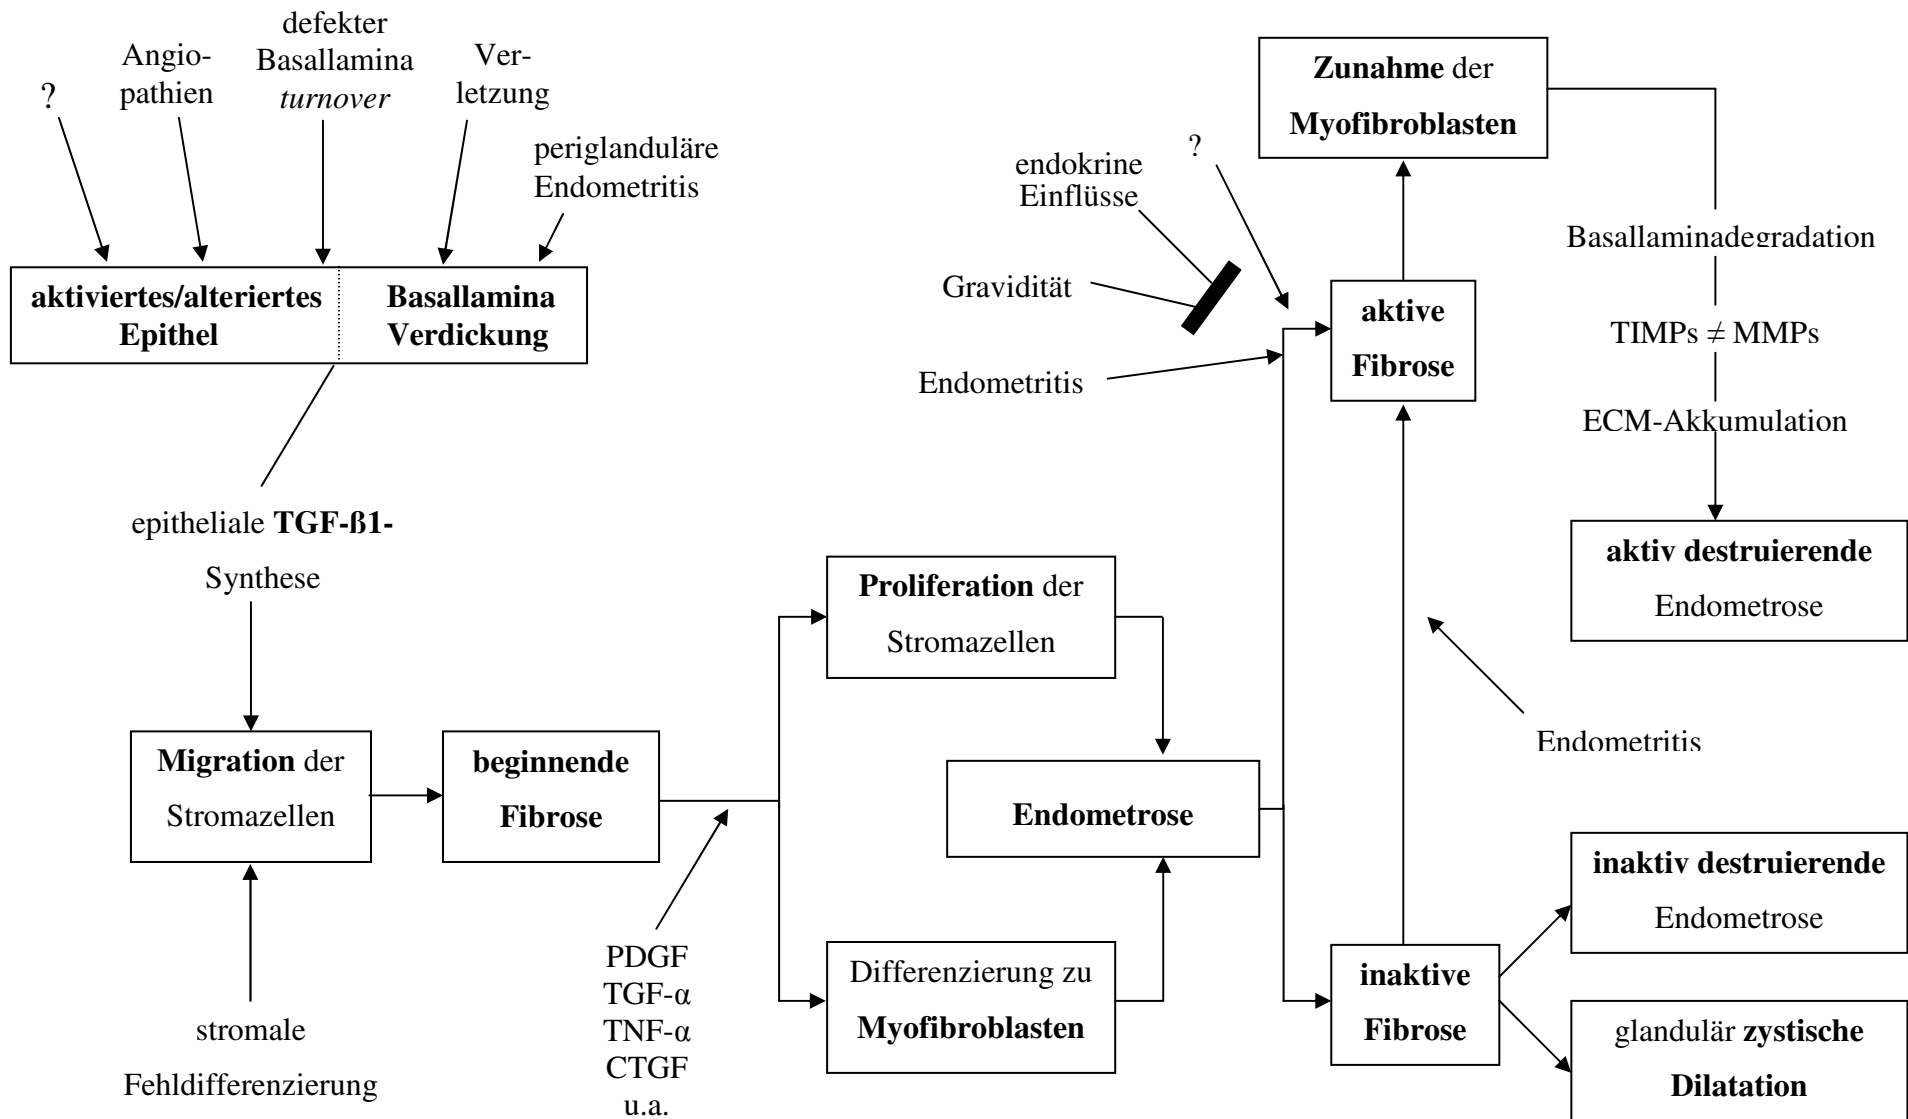 ?
Angio-
pathien
defekter
Basallamina
turnover
Ver-
letzung
periglanduläre
Endometritis
aktiviertes/alteriertes
Epithel
Basallamina
Verdickung
epitheliale TGF-ß1-
Synthese
Migration der
Stromazellen
stromale
Fehldifferenzierung
beginnende
Fibrose
PDGF
TGF-α
TNF-α
CTGF
u.a.
Proliferation der
Stromazellen
Differenzierung zu
Myofibroblasten
Endometrose
endokrine
Einflüsse
?
Gravidität
Endometritis
aktive
Fibrose
Zunahme der
Myofibroblasten
Basallaminadegradation
TIMPs ≠ MMPs
ECM-Akkumulation
aktiv destruierende
Endometrose
Endometritis
inaktive
Fibrose
inaktiv destruierende
Endometrose
glandulär zystische
Dilatation